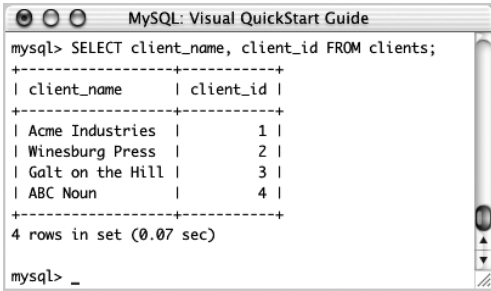 MySQL: Visual QuickStart Guide
mysql> SELECT client_name, client_id FROM clients;
+------------------+-----------+
| client_name      | client_id |
+------------------+-----------+
| Acme Industries  |         1 |
| Winesburg Press  |         2 |
| Galt on the Hill |         3 |
| ABC Noun         |         4 |
+------------------+-----------+
4 rows in set (0.07 sec)
mysql> _